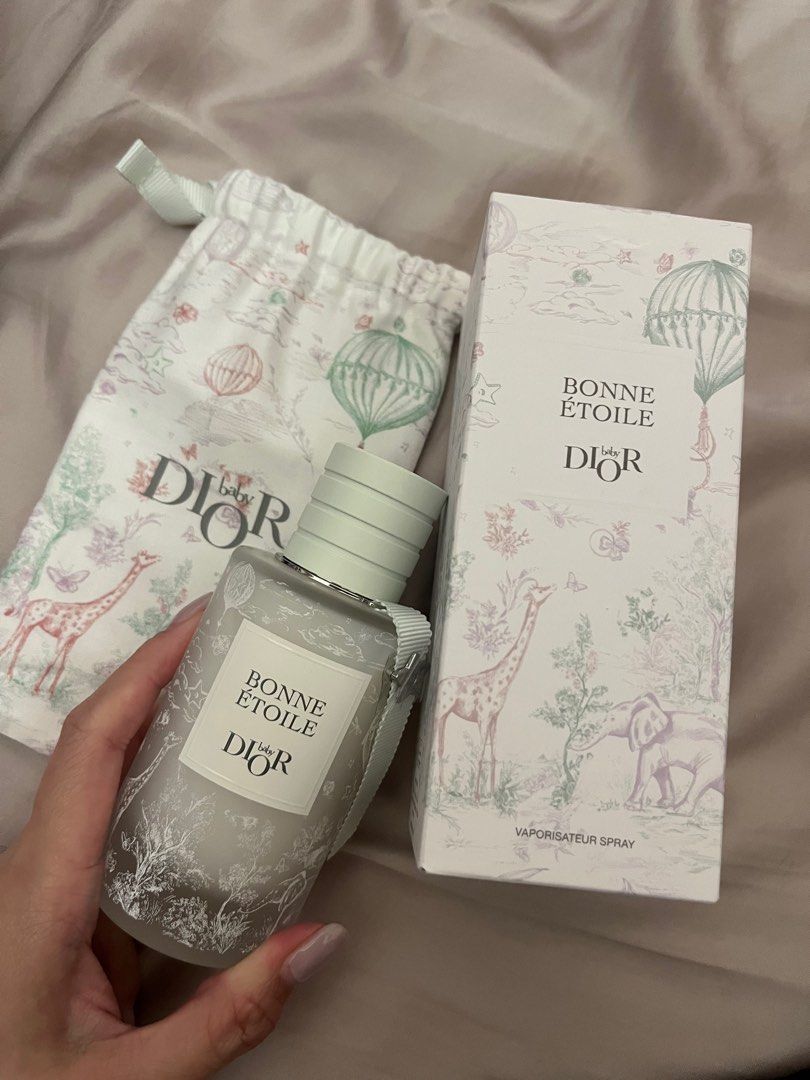 baby
DIOR
BONNE
ÉTOILE
baby
DIOR
VAPORISATEUR SPRAY
BONNE
ÉTOILE
baby
DIOR